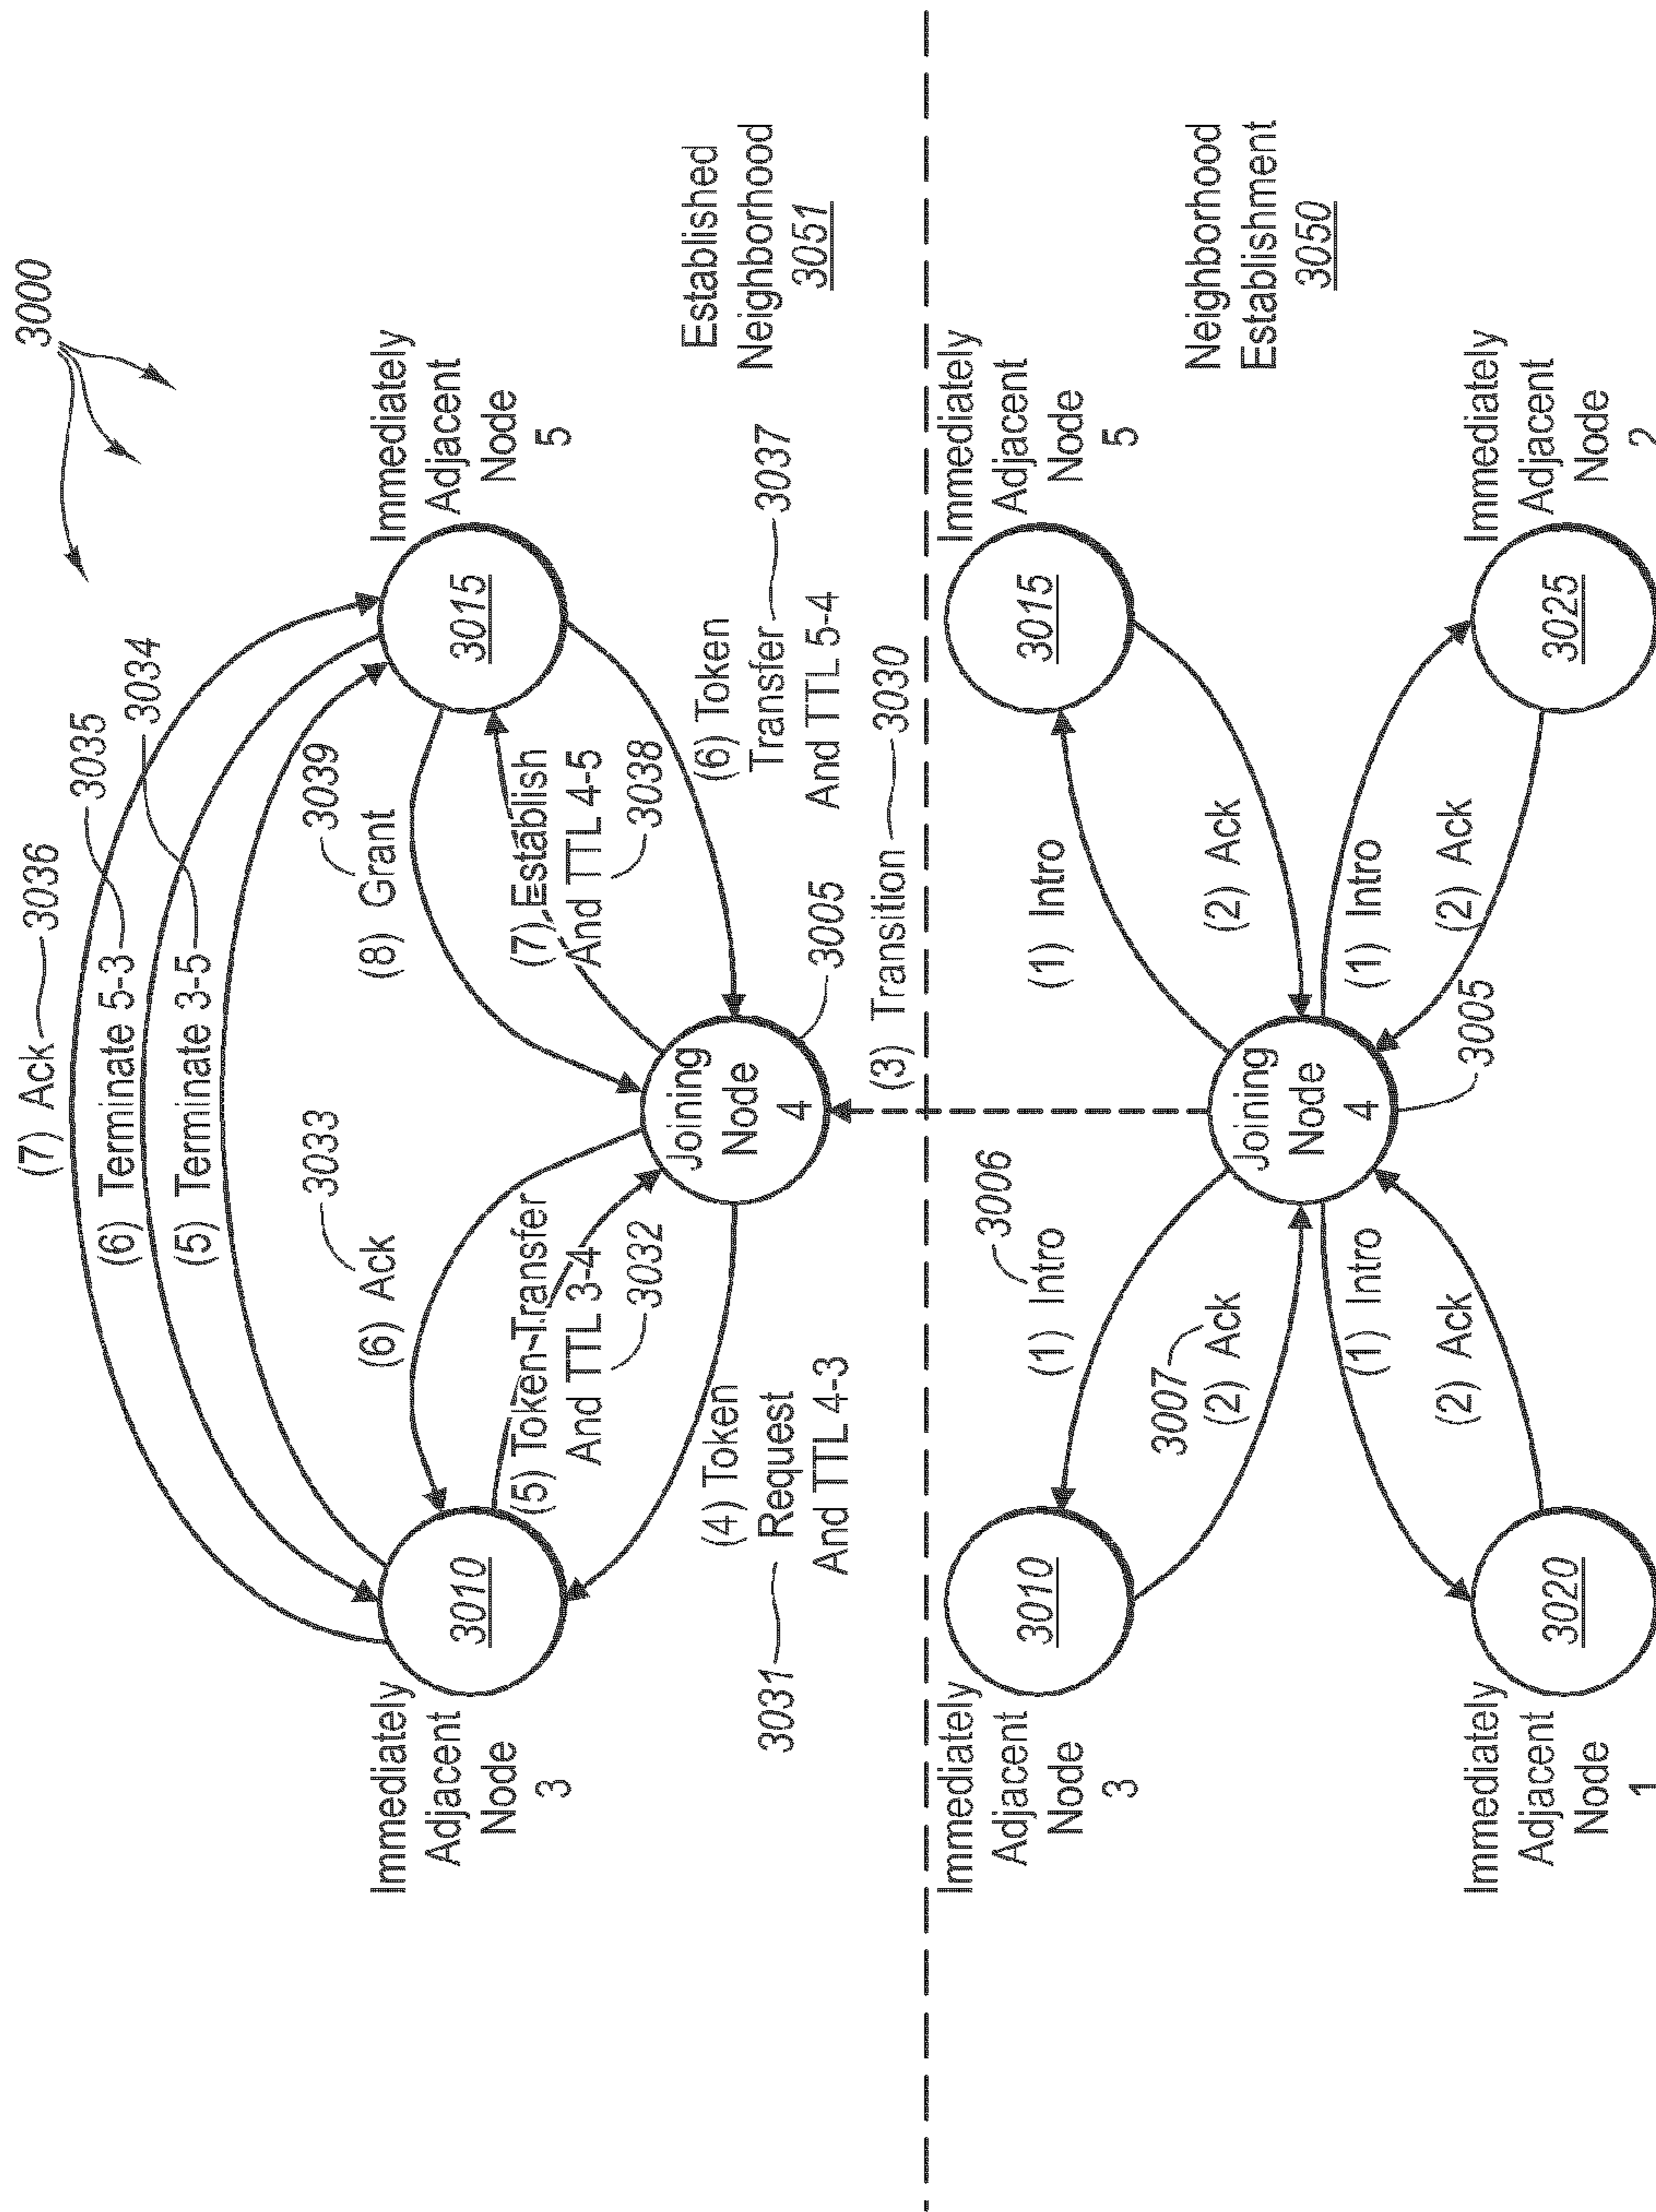 3000
(7) Ack
3036
(6) Terminate 5-3
3035
(5) Terminate 3-5
3034
Immediately
Adjacent
Node
3
3010
(6) Ack
3033
(5) Token Transfer
And TTL 3-4
3032
(4) Token
Request
And TTL 4-3
3031
(8) Grant
3039
(7) Establish
And TTL 4-5
3038
3015
Immediately
Adjacent
Node
5
(6) Token
Transfer
And TTL 5-4
3037
Joining
Node
4
3005
Established
Neighborhood
3051
(3) Transition
3030
Immediately
Adjacent
Node
3
3010
(1) Intro
3006
3007
(2) Ack
(1) Intro
(2) Ack
3015
Immediately
Adjacent
Node
5
Joining
Node
4
3005
Neighborhood
Establishment
3050
(1) Intro
(2) Ack
3020
Immediately
Adjacent
Node
1
(1) Intro
(2) Ack
3025
Immediately
Adjacent
Node
2